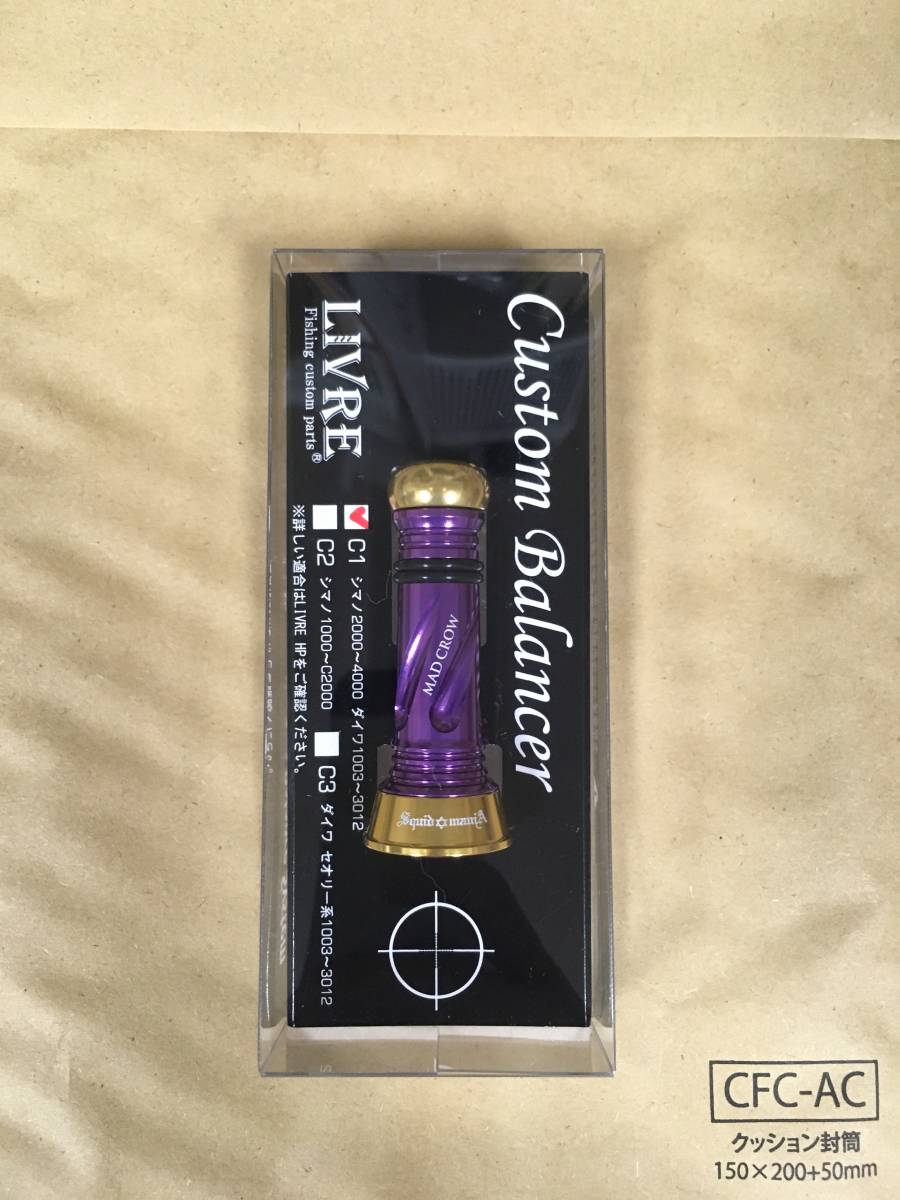 Custom Balancer
LIVRE
Fishing custom parts®
C1 シマノ2000~4000 ダイワ1003~3012
C2 シマノ1000~C2000
C3 ダイワ セオリー系1003~3012
※詳しい適合はLIVRE HPをご確認ください。
MAD CROW
Squid maniA
CFC-AC
クッション封筒
150×200+50mm